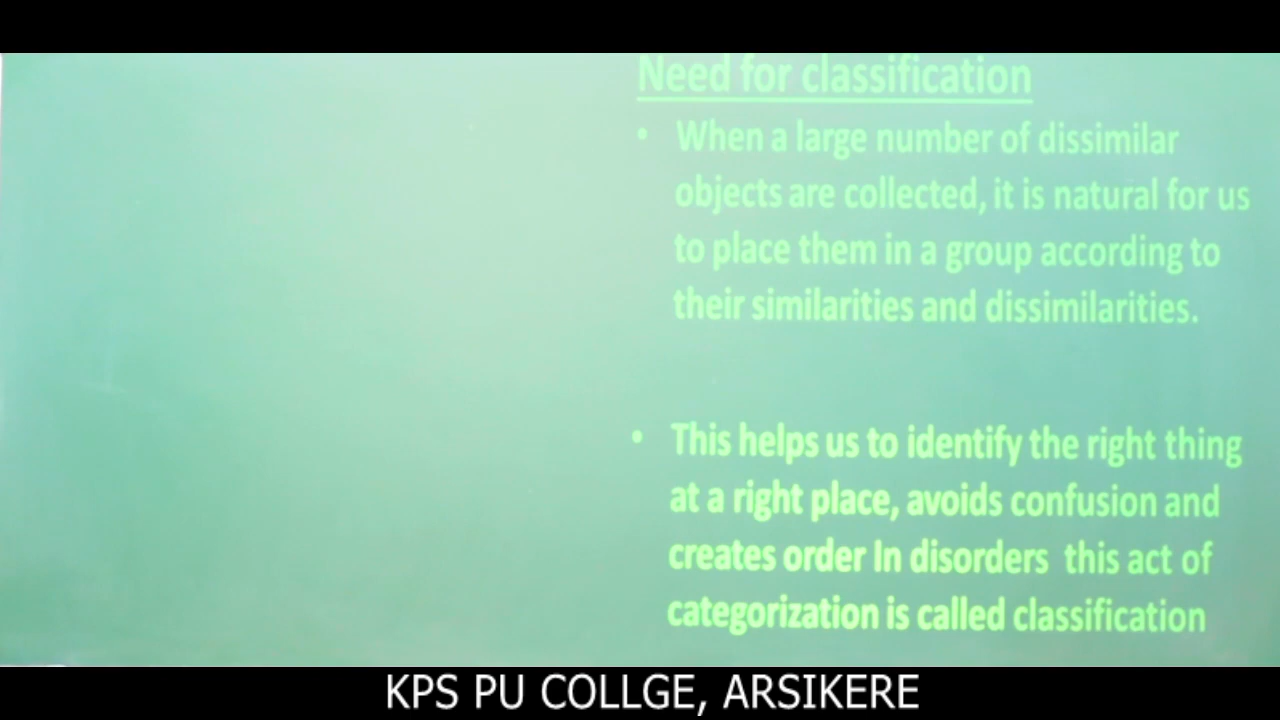 Need for classification
• When a large number of dissimilar
objects are collected, it is natural for us
to place them in a group according to
their similarities and dissimilarities.
• This helps us to identify the right thing
at a right place, avoids confusion and
creates order In disorders this act of
categorization is called classification
KPS PU COLLGE, ARSIKERE